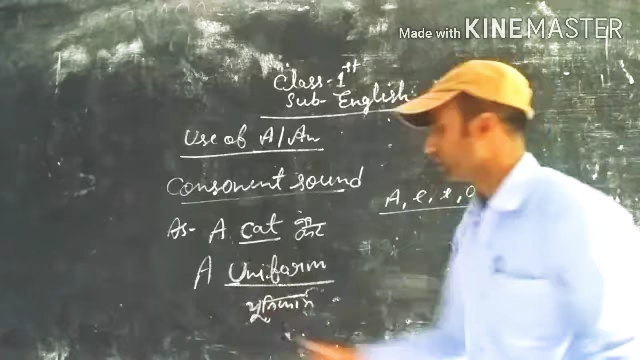 Made with KINEMASTER
Class-1st
Sub- English
Use of A/An
Consonent sound
A, e, i, o
As- A cat
A Uniform
यूनिफार्म